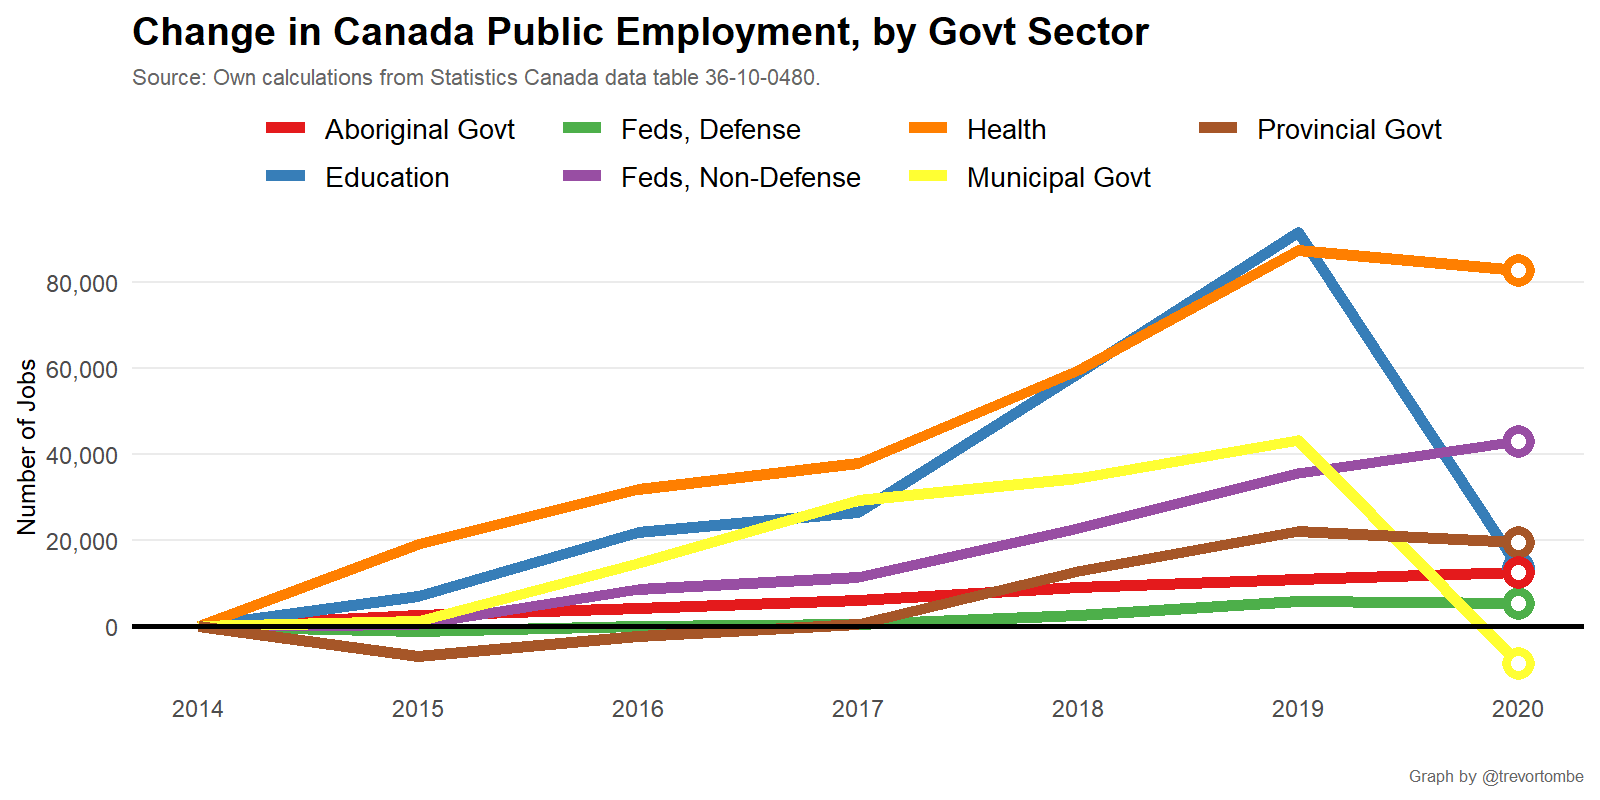 Change in Canada Public Employment, by Govt Sector
Source: Own calculations from Statistics Canada data table 36-10-0480.
Aboriginal Govt
Feds, Defense
Health
Provincial Govt
Education
Feds, Non-Defense
Municipal Govt
Number of Jobs
80,000
60,000
40,000
20,000
0
2014 2015 2016 2017 2018 2019 2020
Graph by @trevortombe